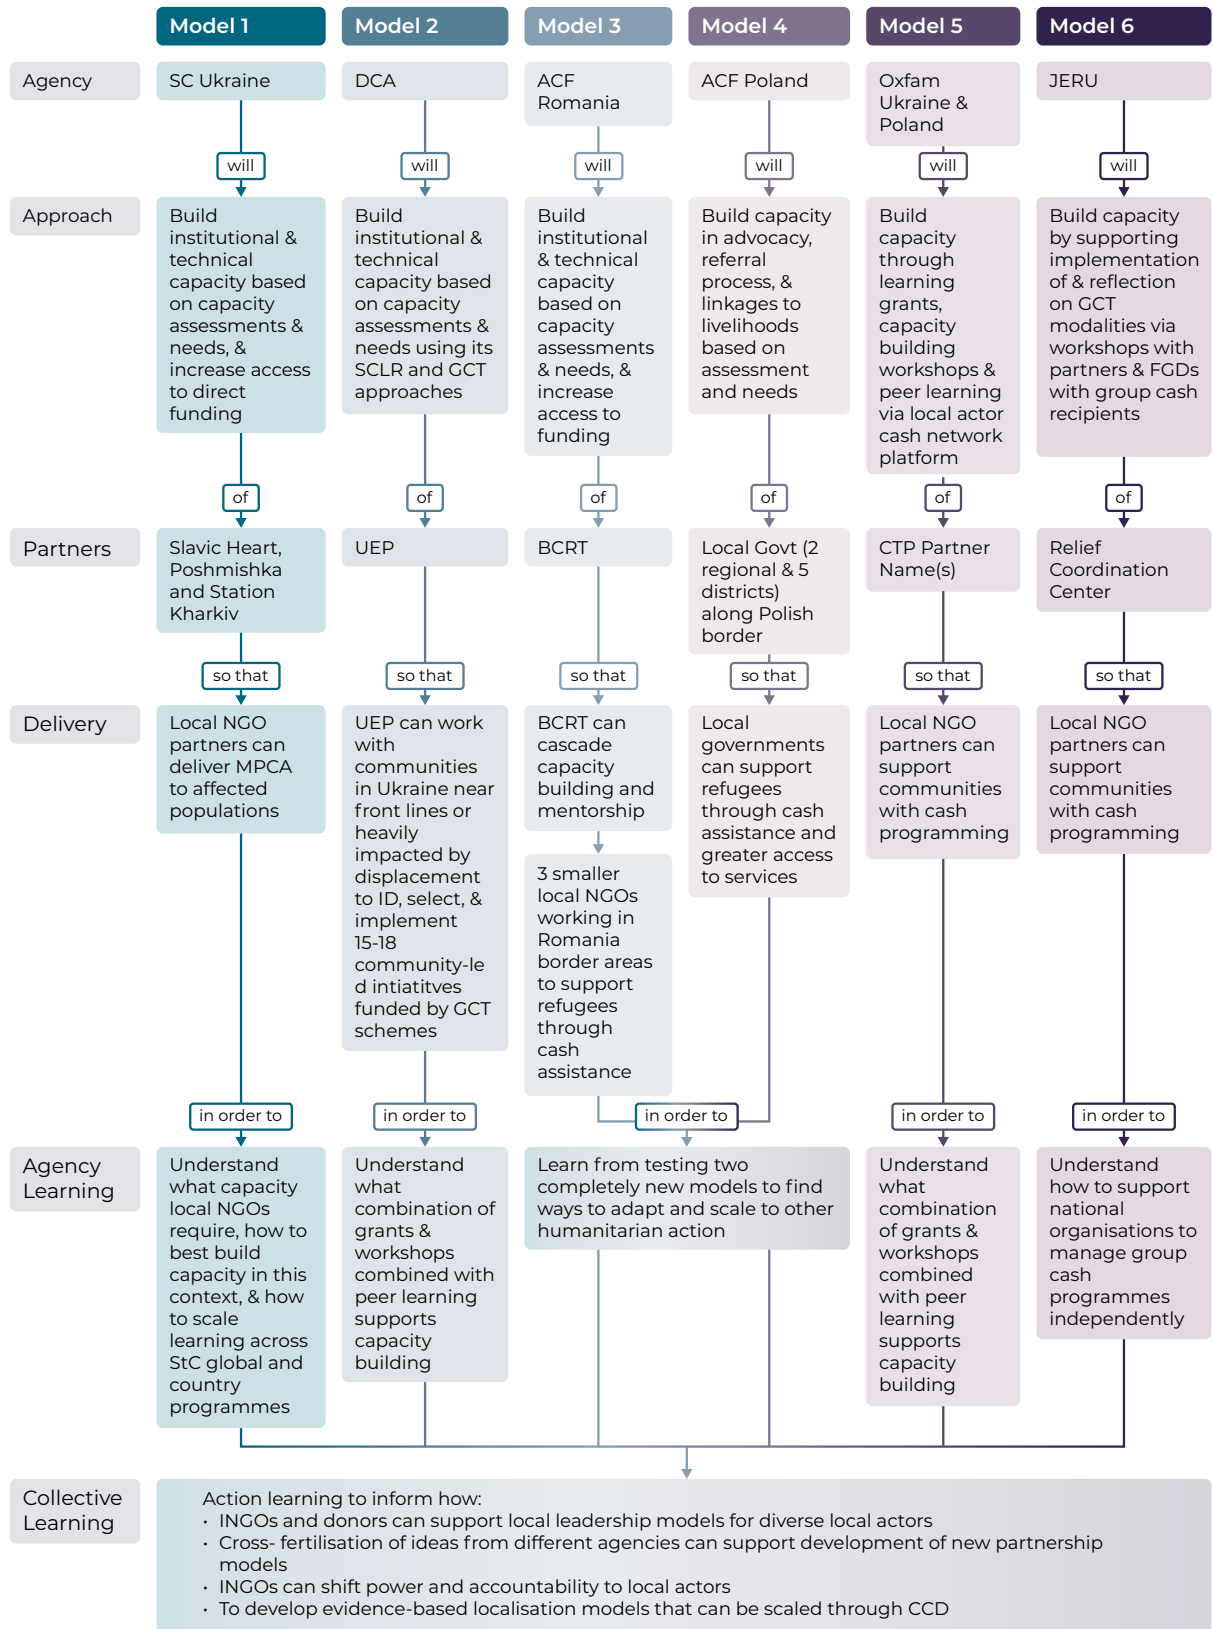 Model 1
Model 2
Model 3
Model 4
Model 5
Model 6
Agency
SC Ukraine
DCA
ACF
Romania
ACF Poland
Oxfam
Ukraine &
Poland
JERU
will
will
will
will
will
will
Approach
Build
institutional &
technical
capacity based
on capacity
assessments &
needs, &
increase access
to direct
funding
Build
institutional &
technical
capacity based
on capacity
assessments &
needs using its
SCLR and GCT
approaches
Build
institutional
& technical
capacity
based on
capacity
assessments
& needs, &
increase
access to
funding
Build capacity
in advocacy,
referral
process, &
linkages to
livelihoods
based on
assessment
and needs
Build
capacity
through
learning
grants,
capacity
building
workshops &
peer learning
via local actor
cash network
platform
Build capacity
by supporting
implementation
of & reflection
on GCT
modalities via
workshops with
partners & FGDs
with group cash
recipients
of
of
of
of
of
of
Partners
Slavic Heart,
Poshmishka
and Station
Kharkiv
UEP
BCRT
Local Govt (2
regional & 5
districts)
along Polish
border
CTP Partner
Name(s)
Relief
Coordination
Center
so that
so that
so that
so that
so that
so that
Delivery
Local NGO
partners can
deliver MPCA
to affected
populations
UEP can work
with
communities
in Ukraine near
front lines or
heavily
impacted by
displacement
to ID, select, &
implement
15-18
community-le
d intiatitves
funded by GCT
schemes
BCRT can
cascade
capacity
building and
mentorship
3 smaller
local NGOs
working in
Romania
border areas
to support
refugees
through
cash
assistance
Local
governments
can support
refugees
through cash
assistance and
greater access
to services
Local NGO
partners can
support
communities
with cash
programming
Local NGO
partners can
support
communities
with cash
programming
in order to
in order to
in order to
in order to
in order to
Agency
Learning
Understand
what capacity
local NGOs
require, how to
best build
capacity in this
context, & how
to scale
learning across
StC global and
country
programmes
Understand
what
combination of
grants &
workshops
combined with
peer learning
supports
capacity
building
Learn from testing two
completely new models to find
ways to adapt and scale to other
humanitarian action
Understand
what
combination
of grants &
workshops
combined
with peer
learning
supports
capacity
building
Understand
how to support
national
organisations to
manage group
cash
programmes
independently
Collective
Learning
Action learning to inform how:
• INGOs and donors can support local leadership models for diverse local actors
• Cross- fertilisation of ideas from different agencies can support development of new partnership
models
• INGOs can shift power and accountability to local actors
• To develop evidence-based localisation models that can be scaled through CCD